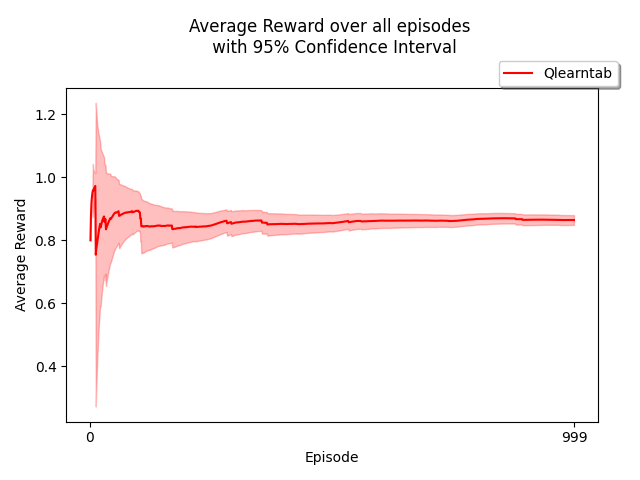 Average Reward over all episodes
with 95% Confidence Interval
Qlearntab
1.2
1.0
0.8
0.6
0.4
Average Reward
0
999
Episode